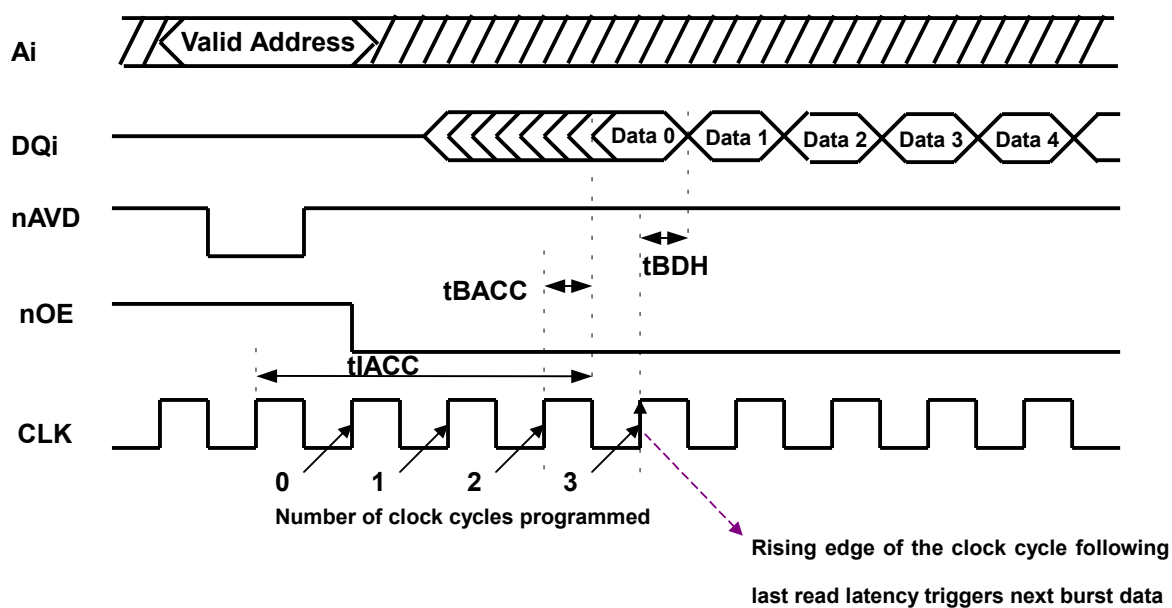 Ai
Valid Address
DQi
Data 0 Data 1 Data 2 Data 3 Data 4
nAVD
tBDH
tBACC
nOE
tIACC
CLK
0 1 2 3
Number of clock cycles programmed
Rising edge of the clock cycle following
last read latency triggers next burst data